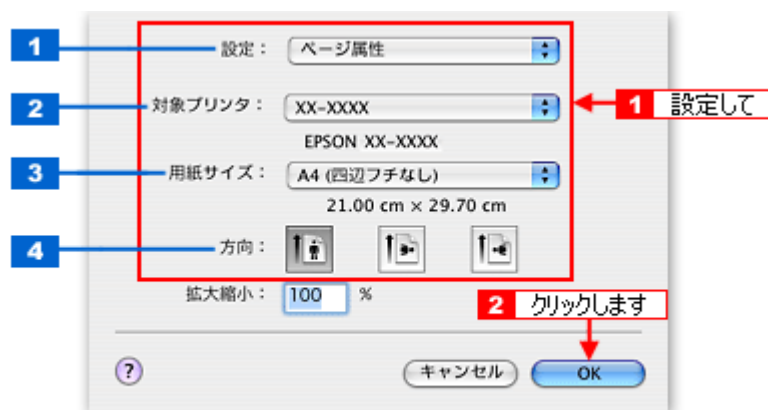 1 設定： ページ属性
2 対象プリンタ： XX-XXXX 1 設定して
EPSON XX-XXXX
3 用紙サイズ： A4 (四辺フチなし)
21.00 cm × 29.70 cm
4 方向：
拡大縮小： 100 %
2 クリックします
? キャンセル OK